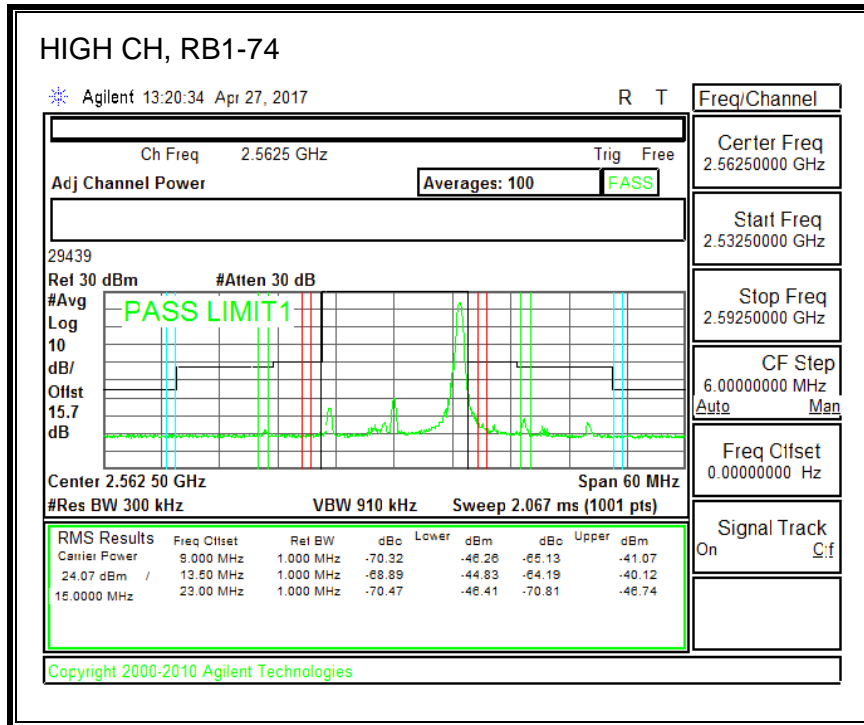 HIGH CH, RB1-74
Agilent 13:20:34 Apr 27, 2017 R T
Freq/Channel
Ch Freq 2.5625 GHz Trig Free
Adj Channel Power Averages: 100 PASS
Center Freq
2.56250000 GHz
Start Freq
2.53250000 GHz
Stop Freq
2.59250000 GHz
CF Step
6.00000000 MHz
Auto Man
Freq Offset
0.00000000 Hz
Signal Track
On Off
29439
Ref 30 dBm #Atten 30 dB
#Avg
Log
10
dB/
Offst
15.7
dB
PASS LIMIT1
Center 2.562 50 GHz Span 60 MHz
#Res BW 300 kHz VBW 910 kHz Sweep 2.067 ms (1001 pts)
RMS Results Freq Offset Ref BW dBc Lower dBm dBc Upper dBm
Carrier Power 9.000 MHz 1.000 MHz -70.32 -46.26 -65.13 -41.07
24.07 dBm / 13.50 MHz 1.000 MHz -68.89 -44.83 -64.19 -40.12
15.0000 MHz 23.00 MHz 1.000 MHz -70.47 -46.41 -70.81 -46.74
Copyright 2000-2010 Agilent Technologies